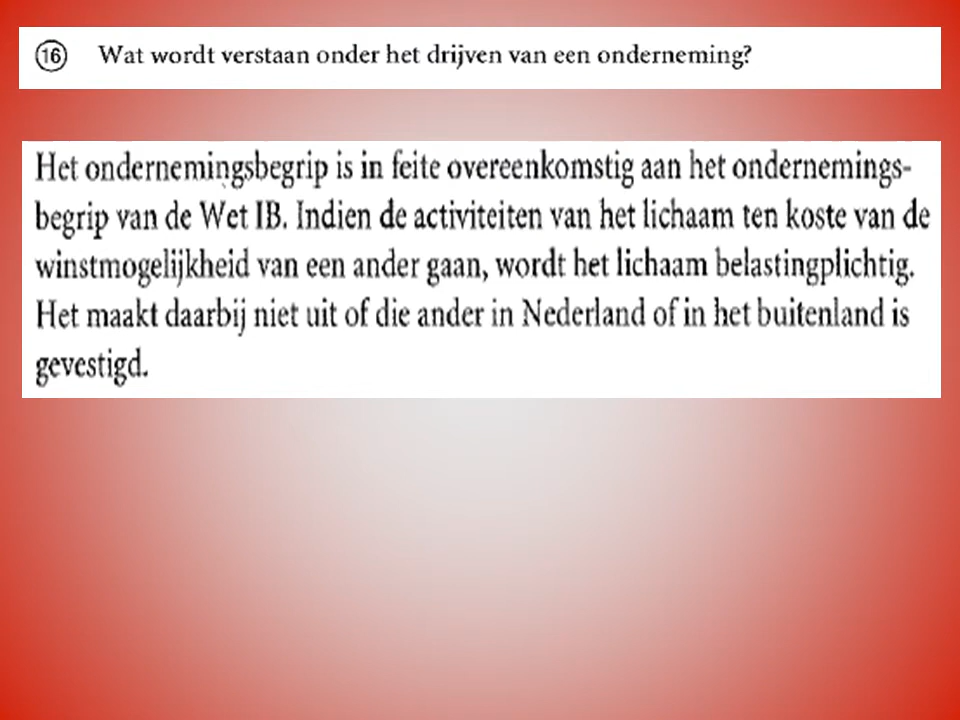 16 Wat wordt verstaan onder het drijven van een onderneming?
Het ondernemingsbegrip is in feite overeenkomstig aan het ondernemings-
begrip van de Wet IB. Indien de activiteiten van het lichaam ten koste van de
winstmogelijkheid van een ander gaan, wordt het lichaam belastingplichtig.
Het maakt daarbij niet uit of die ander in Nederland of in het buitenland is
gevestigd.